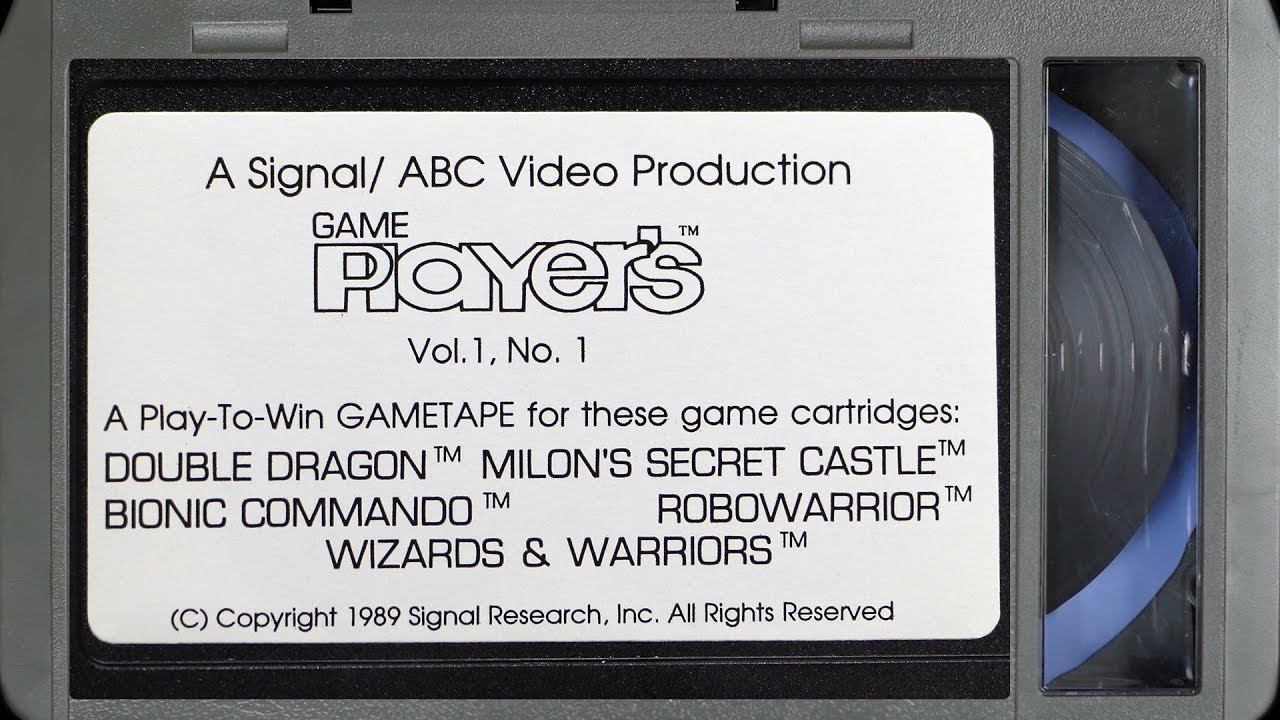 A Signal/ ABC Video Production
GAME
Player's™
Vol.1, No. 1
A Play-To-Win GAMETAPE for these game cartridges:
DOUBLE DRAGON™ MILON'S SECRET CASTLE™
BIONIC COMMANDO™ ROBOWARRIOR™
WIZARDS & WARRIORS™
(C) Copyright 1989 Signal Research, Inc. All Rights Reserved